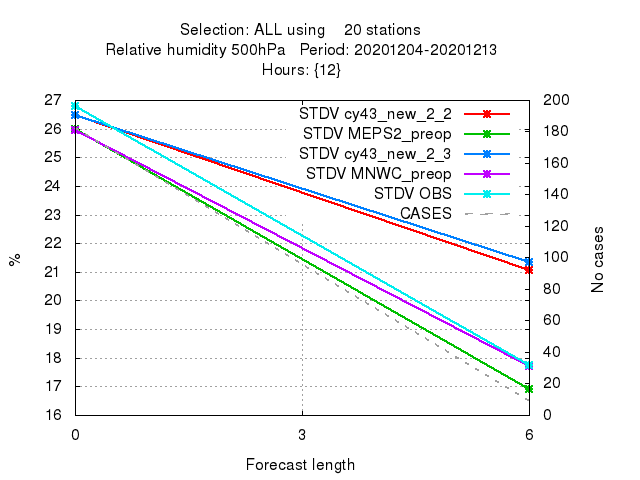 Selection: ALL using    20 stations
Relative humidity 500hPa   Period: 20201204-20201213
Hours: {12}
27
26
25
24
23
22
21
20
19
18
17
16
200
180
160
140
120
100
80
60
40
20
0
STDV cy43_new_2_2
STDV MEPS2_preop
STDV cy43_new_2_3
STDV MNWC_preop
STDV OBS
CASES
%
No cases
0
3
6
Forecast length